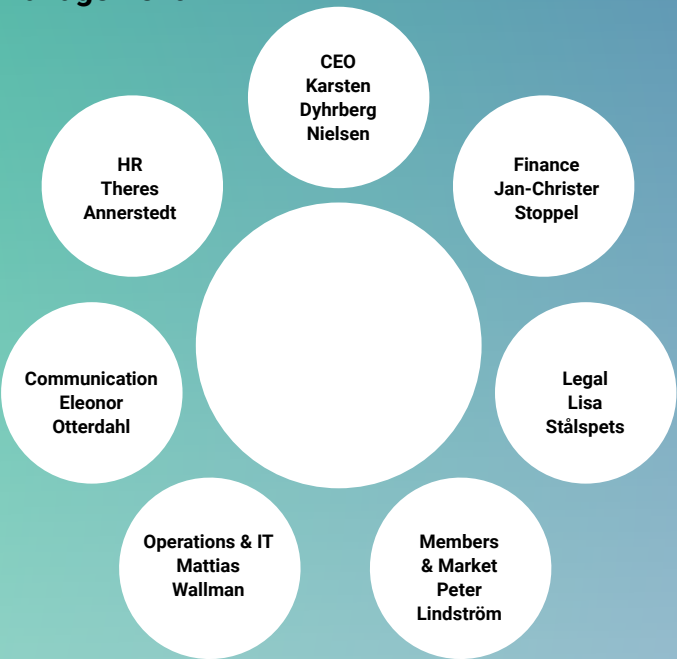 CEO
Karsten
Dyhrberg
Nielsen
HR
Theres
Annerstedt
Finance
Jan-Christer
Stoppel
Communication
Eleonor
Otterdahl
Legal
Lisa
Stålspets
Operations & IT
Mattias
Wallman
Members
& Market
Peter
Lindström